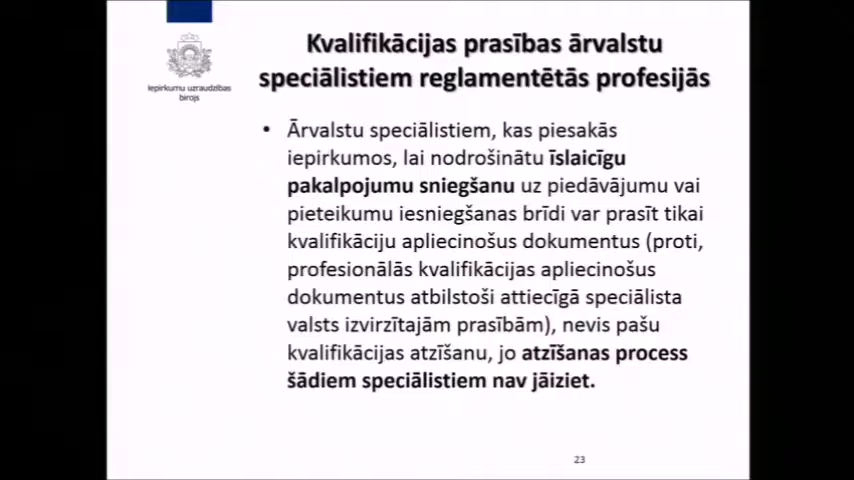 Kvalifikācijas prasības ārvalstu
speciālistiem reglamentētās profesijās
Iepirkumu uzraudzības
birojs
• Ārvalstu speciālistiem, kas piesakās
iepirkumos, lai nodrošinātu īslaicīgu
pakalpojumu sniegšanu uz piedāvājumu vai
pieteikumu iesniegšanas brīdi var prasīt tikai
kvalifikāciju apliecinošus dokumentus (proti,
profesionālās kvalifikācijas apliecinošus
dokumentus atbilstoši attiecīgā speciālista
valsts izvirzītajām prasībām), nevis pašu
kvalifikācijas atzīšanu, jo atzīšanas process
šādiem speciālistiem nav jāiziet.
23